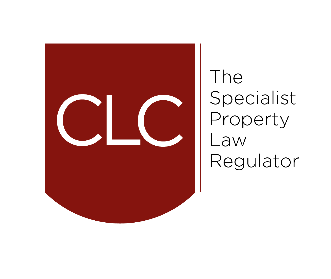 CLC
The
Specialist
Property
Law
Regulator